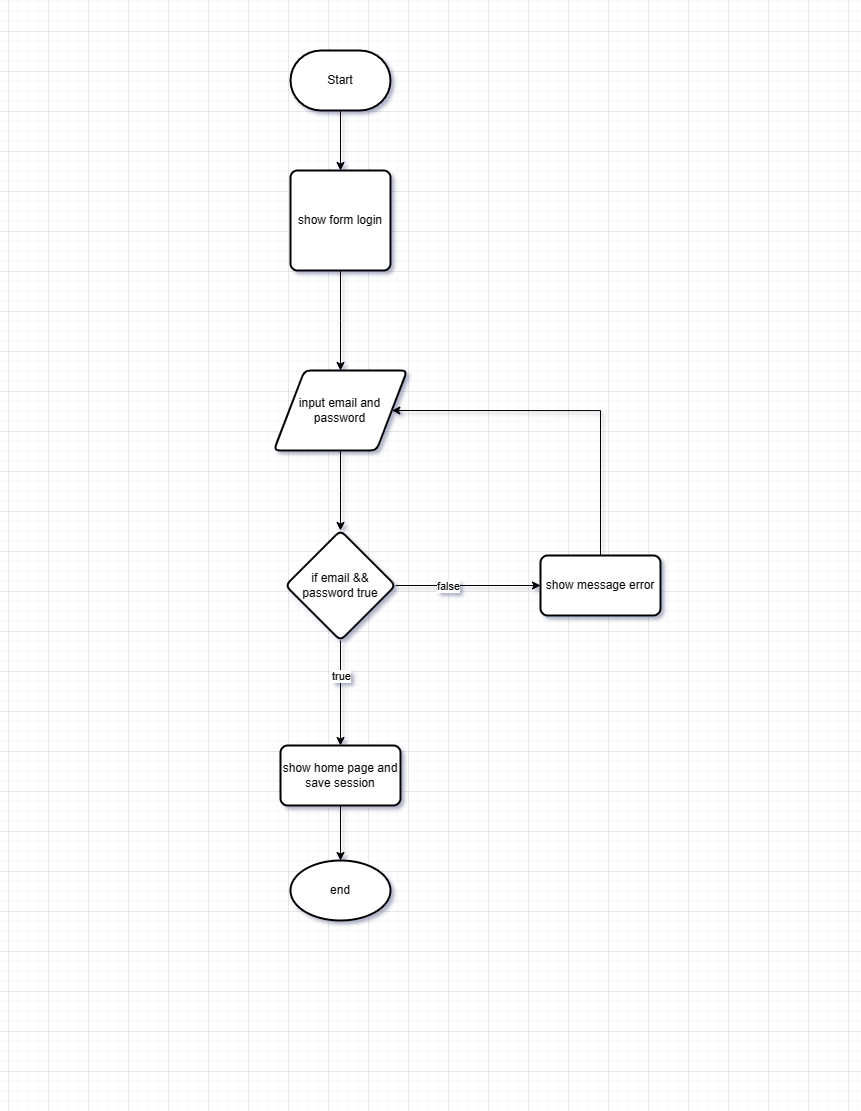 Start
show form login
input email and
password
if email &&
password true
false
show message error
true
show home page and
save session
end